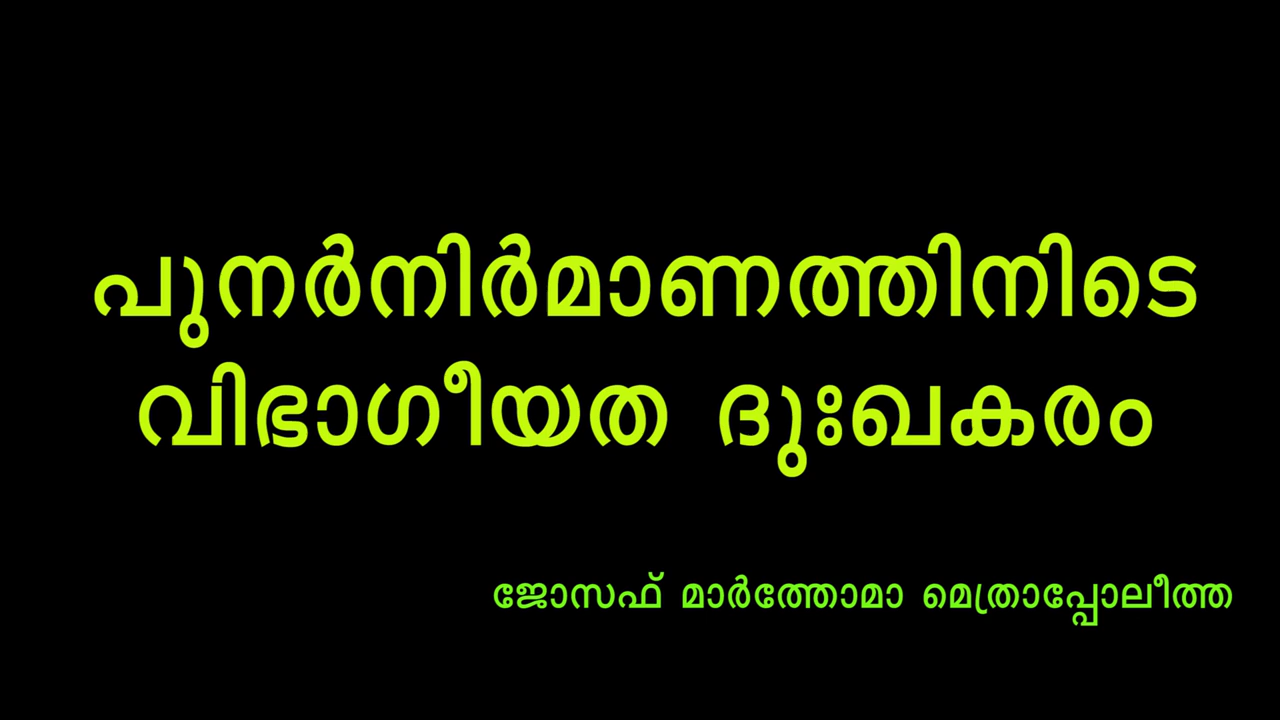 പുനർനിർമാണത്തിനിടെ
വിഭാഗീയത ദുഃഖകരം
ജോസഫ് മാർത്തോമാ മെത്രാപ്പോലീത്ത